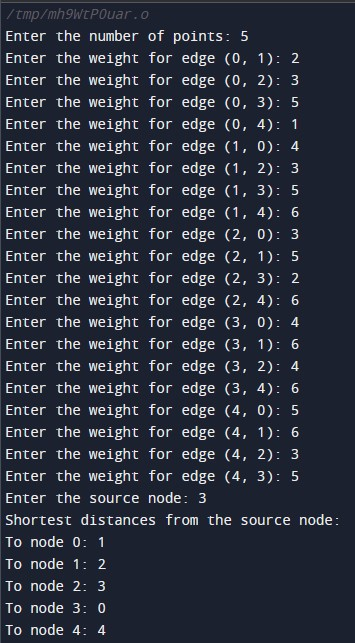 /tmp/mh9WtP0uar.o
Enter the number of points: 5
Enter the weight for edge (0, 1): 2
Enter the weight for edge (0, 2): 3
Enter the weight for edge (0, 3): 5
Enter the weight for edge (0, 4): 1
Enter the weight for edge (1, 0): 4
Enter the weight for edge (1, 2): 3
Enter the weight for edge (1, 3): 5
Enter the weight for edge (1, 4): 6
Enter the weight for edge (2, 0): 3
Enter the weight for edge (2, 1): 5
Enter the weight for edge (2, 3): 2
Enter the weight for edge (2, 4): 6
Enter the weight for edge (3, 0): 4
Enter the weight for edge (3, 1): 6
Enter the weight for edge (3, 2): 4
Enter the weight for edge (3, 4): 6
Enter the weight for edge (4, 0): 5
Enter the weight for edge (4, 1): 6
Enter the weight for edge (4, 2): 3
Enter the weight for edge (4, 3): 5
Enter the source node: 3
Shortest distances from the source node:
To node 0: 1
To node 1: 2
To node 2: 3
To node 3: 0
To node 4: 4